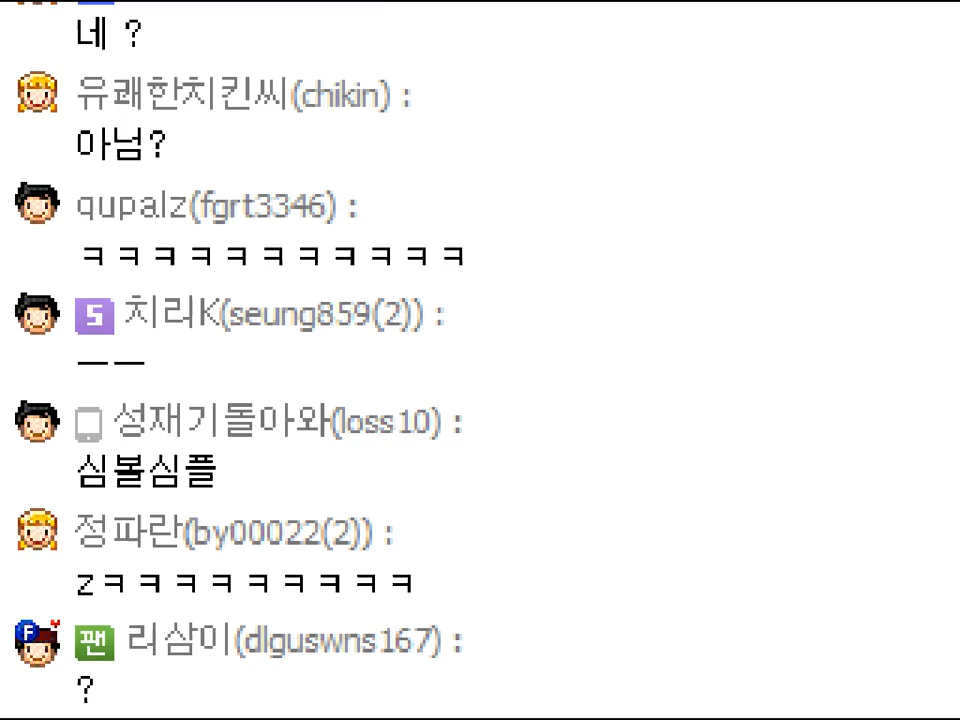 네 ?
유쾌한치킨씨(chikin) :
아넘?
qupalz(fgrt3346) :
ㅋㅋㅋㅋㅋㅋㅋㅋㅋㅋㅋ
S 치리K(seung859(2)) :
ㅡㅡ
성재기돌아와(loss10) :
심볼심플
정파란(by00022(2)) :
zㅋㅋㅋㅋㅋㅋㅋㅋㅋ
F 팬 리삼이(dlguswns167) :
?